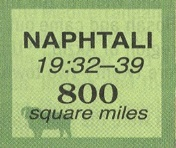 NAPHTALI
19:32–39
800
square miles